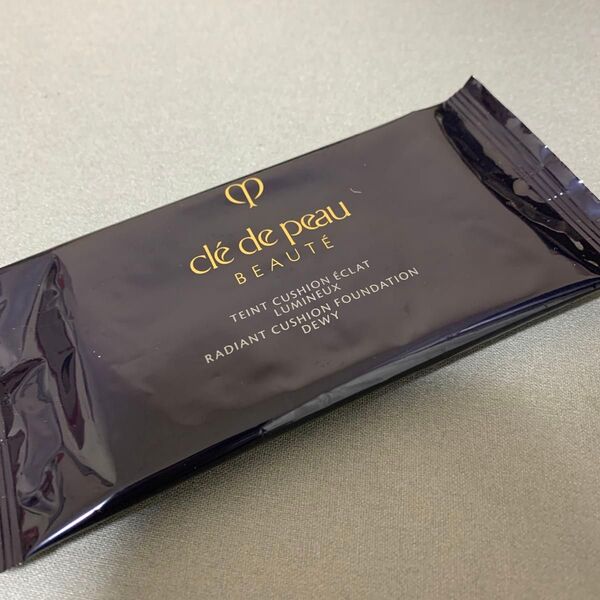 clé de peau
BEAUTÉ
TEINT CUSHION ÉCLAT
LUMINEUX
RADIANT CUSHION FOUNDATION
DEWY